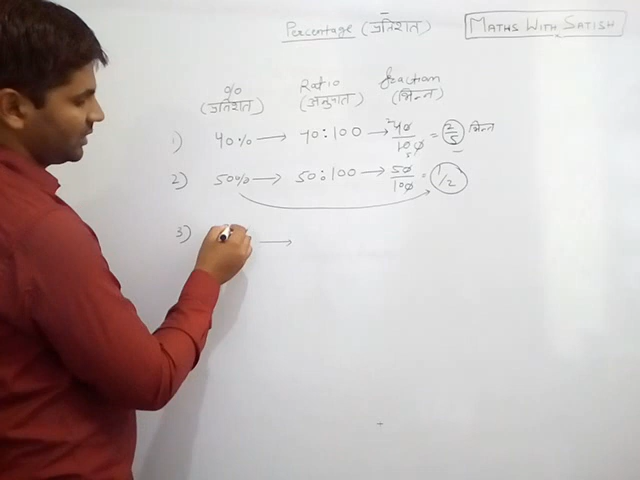 Percentage (प्रतिशत)
MATHS WITH SATISH
% Ratio fraction
(प्रतिशत) (अनुपात) (भिन्न)
1) 40% → 40:100 → 40/100 = 2/5 भिन्न
2) 50% → 50:100 → 50/100 = 1/2
3) →